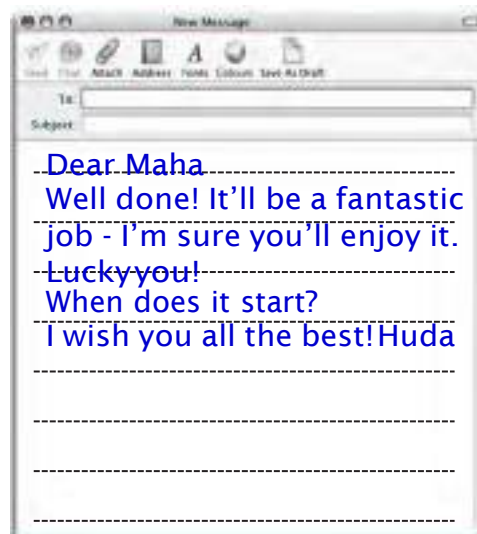 New Message
Send Chat Attach Address Fonts Colours Save As Draft
To:
Subject:
Dear Maha
Well done! It’ll be a fantastic
job - I’m sure you’ll enjoy it.
Luckyyou!
When does it start?
I wish you all the best!Huda